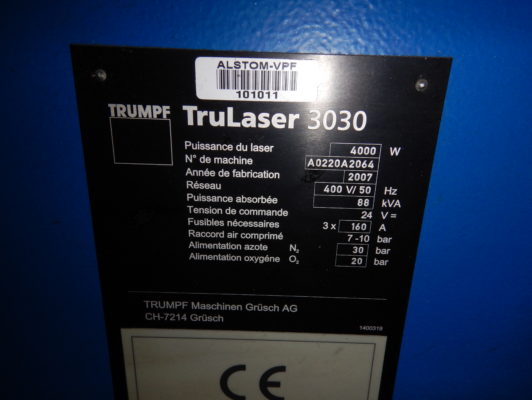 ALSTOM-VPF
101011
TRUMPF
TruLaser 3030
Puissance du laser 4000 W
N° de machine A0220A2064
Année de fabrication 2007
Réseau 400 V/ 50 Hz
Puissance absorbée 88 kVA
Tension de commande 24 V =
Fusibles nécessaires 3 x 160 A
Raccord air comprimé 7-10 bar
Alimentation azote N₂ 30 bar
Alimentation oxygène O₂ 20 bar
TRUMPF Maschinen Grüsch AG
CH-7214 Grüsch
1400319
CE